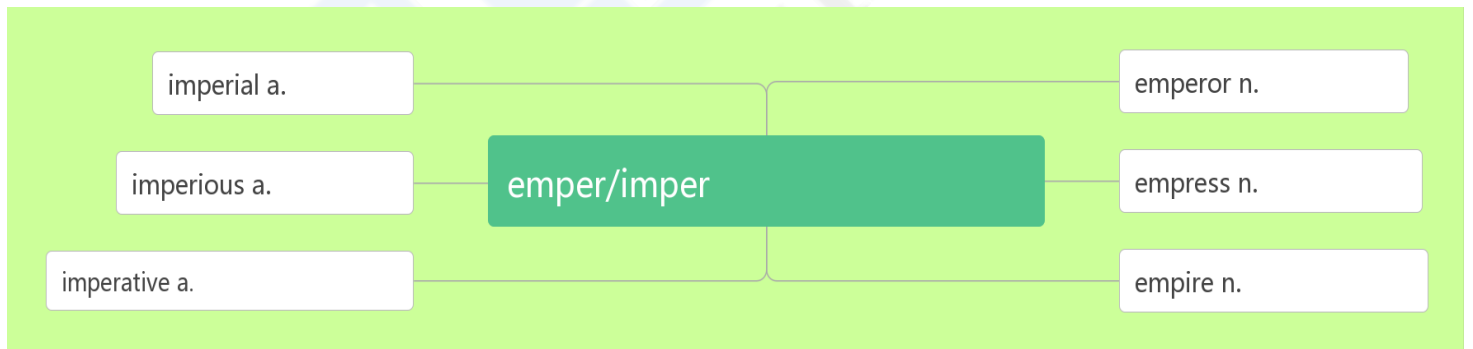 imperial a.
emperor n.
emper/imper
imperious a.
empress n.
imperative a.
empire n.